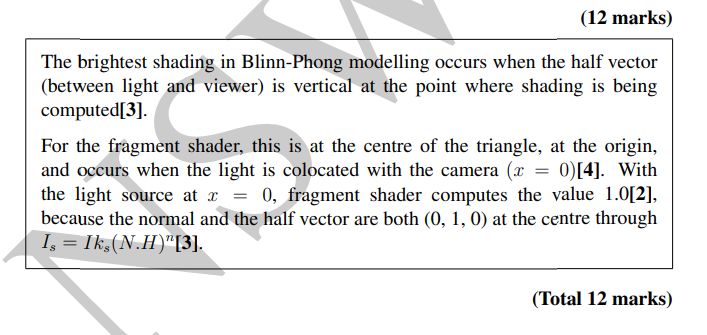 (12 marks)
The brightest shading in Blinn-Phong modelling occurs when the half vector
(between light and viewer) is vertical at the point where shading is being
computed[3].
For the fragment shader, this is at the centre of the triangle, at the origin,
and occurs when the light is colocated with the camera (x = 0)[4]. With
the light source at x = 0, fragment shader computes the value 1.0[2],
because the normal and the half vector are both (0, 1, 0) at the centre through
I_s = Ik_s(N.H)^n[3].
(Total 12 marks)